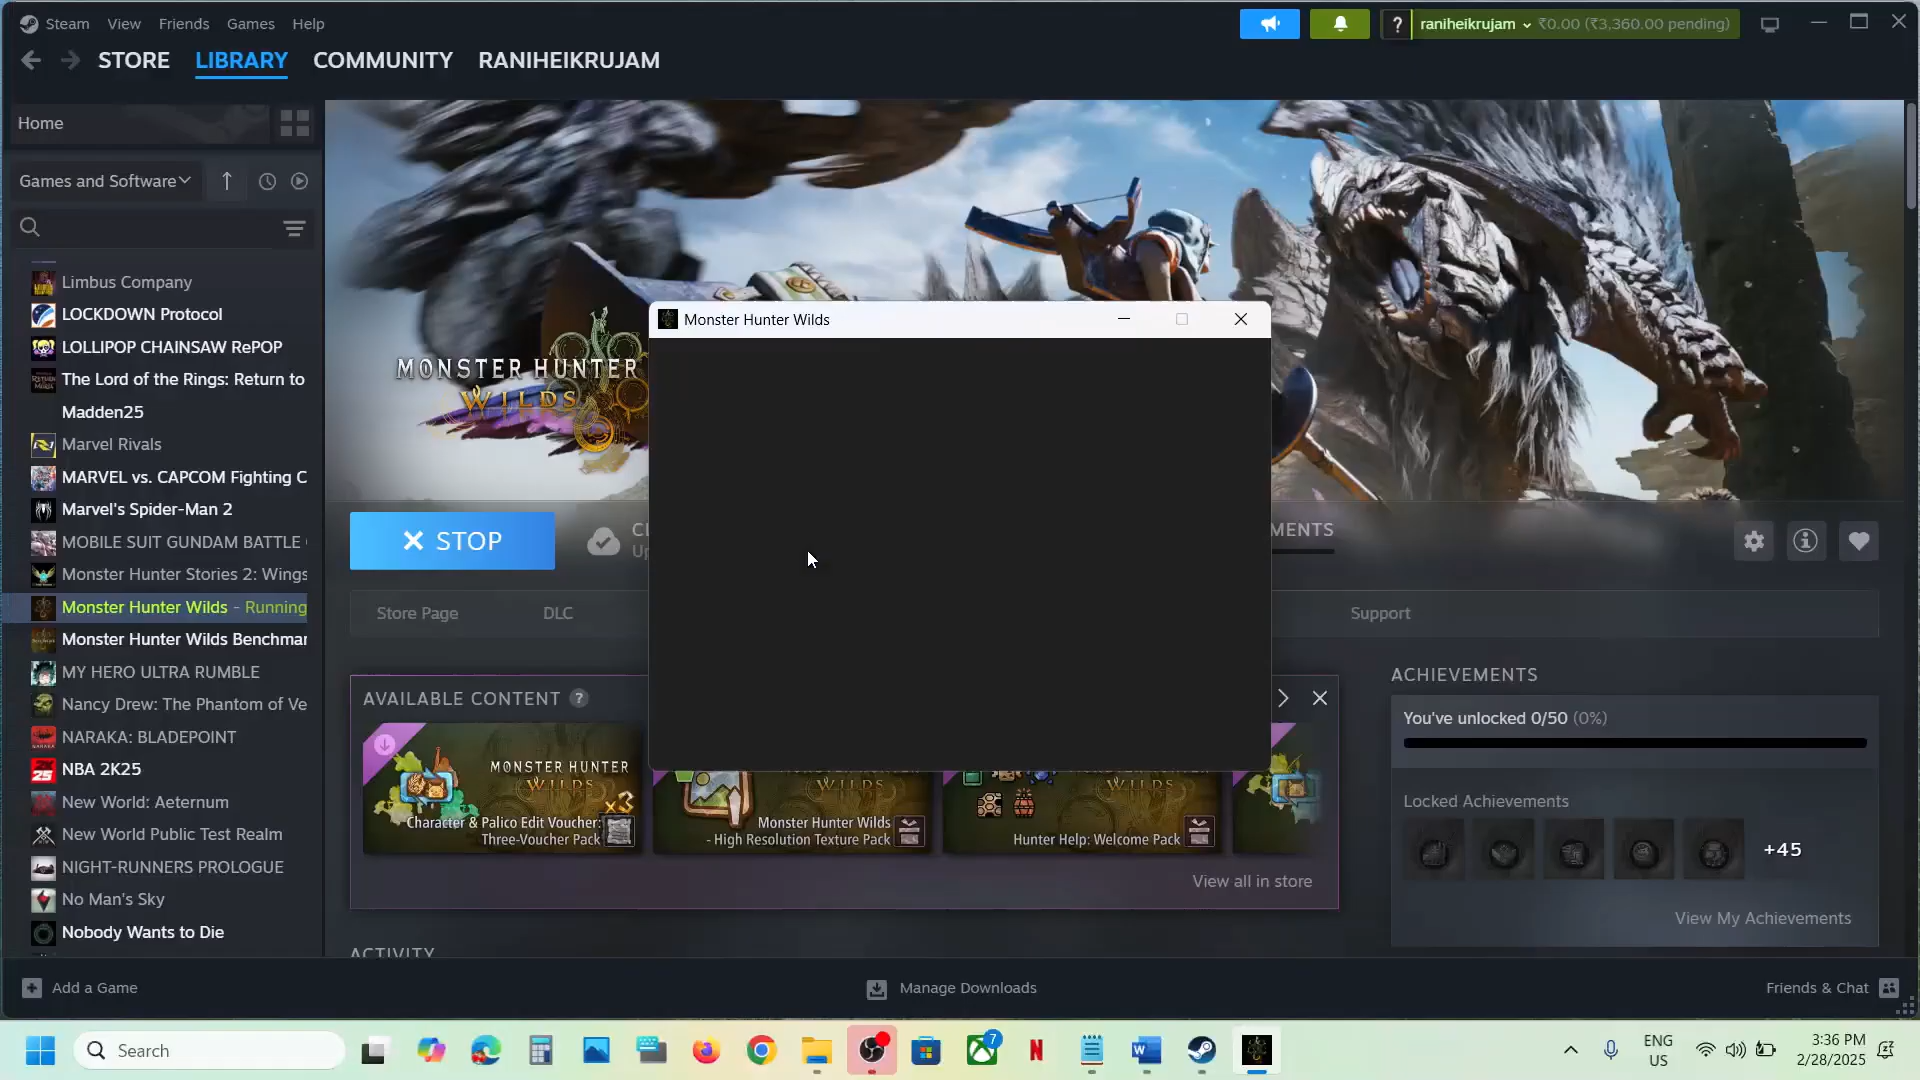 Steam View Friends Games Help
? raniheikrujam ₹0.00 (₹3,360.00 pending)
STORE LIBRARY COMMUNITY RANIHEIKRUJAM
Home
Games and Software
Limbus Company
LOCKDOWN Protocol
LOLLIPOP CHAINSAW RePOP
The Lord of the Rings: Return to
Madden25
Marvel Rivals
MARVEL vs. CAPCOM Fighting C
Marvel's Spider-Man 2
MOBILE SUIT GUNDAM BATTLE
Monster Hunter Stories 2: Wings
Monster Hunter Wilds - Running
Monster Hunter Wilds Benchmar
MY HERO ULTRA RUMBLE
Nancy Drew: The Phantom of Ve
NARAKA: BLADEPOINT
NBA 2K25
New World: Aeternum
New World Public Test Realm
NIGHT-RUNNERS PROLOGUE
No Man's Sky
Nobody Wants to Die
MONSTER HUNTER
WILDS
Monster Hunter Wilds
STOP
CL
Up
MENTS
Store Page DLC Support
AVAILABLE CONTENT ?
MONSTER HUNTER
WILDS
x3
Character & Palico Edit Voucher:
Three-Voucher Pack
WILDS
Monster Hunter Wilds
- High Resolution Texture Pack
WILDS
Hunter Help: Welcome Pack
View all in store
ACTIVITY
ACHIEVEMENTS
You've unlocked 0/50 (0%)
Locked Achievements
+45
View My Achievements
Add a Game Manage Downloads Friends & Chat
Search
7
ENG
US
3:36 PM
2/28/2025